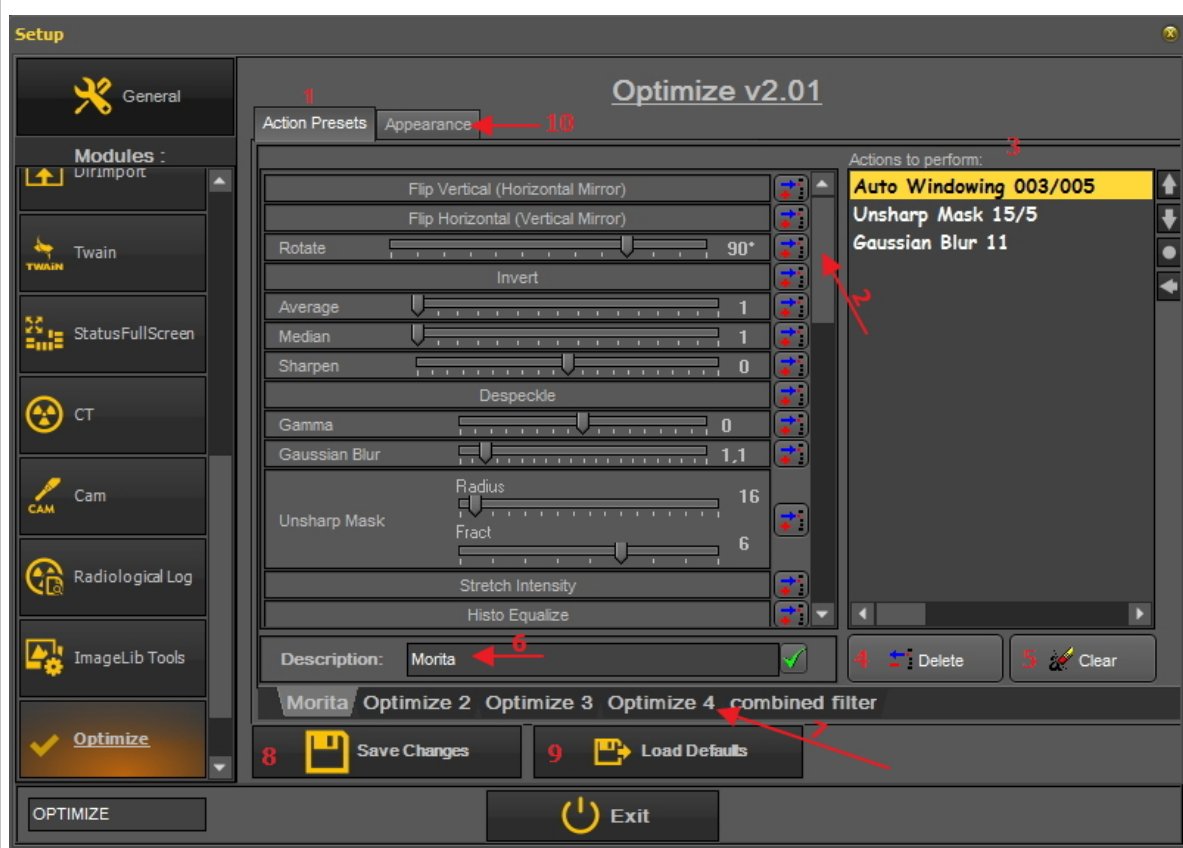 Setup
General
Modules :
DirImport
Twain
TWAIN
StatusFullScreen
CT
Cam
CAM
Radiological Log
ImageLib Tools
Optimize
OPTIMIZE
Optimize v2.01
1
Action Presets Appearance 10
Flip Vertical (Horizontal Mirror)
Flip Horizontal (Vertical Mirror)
Rotate 90°
Invert
Average 1
Median 1
Sharpen 0
Despeckle
Gamma 0
Gaussian Blur 1,1
Unsharp Mask
Radius 16
Fract 6
Stretch Intensity
Histo Equalize
2
3
Actions to perform:
Auto Windowing 003/005
Unsharp Mask 15/5
Gaussian Blur 11
6
Description: Morita
4 Delete
5 Clear
Morita Optimize 2 Optimize 3 Optimize 4 combined filter
7
8 Save Changes
9 Load Defaults
Exit